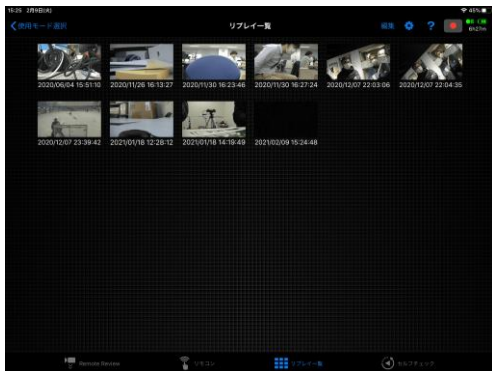 15:25 2月9日(火) 45%
使用モード選択 リプレイ一覧 編集 ? 6h27m
2020/06/04 15:51:10 2020/11/26 16:13:27 2020/11/30 16:23:46 2020/11/30 16:27:24 2020/12/07 22:03:06 2020/12/07 22:04:35
2020/12/07 23:39:42 2021/01/18 12:28:12 2021/01/18 14:19:49 2021/02/09 15:24:48
Remote Review リモコン リプレイ一覧 セルフチェック